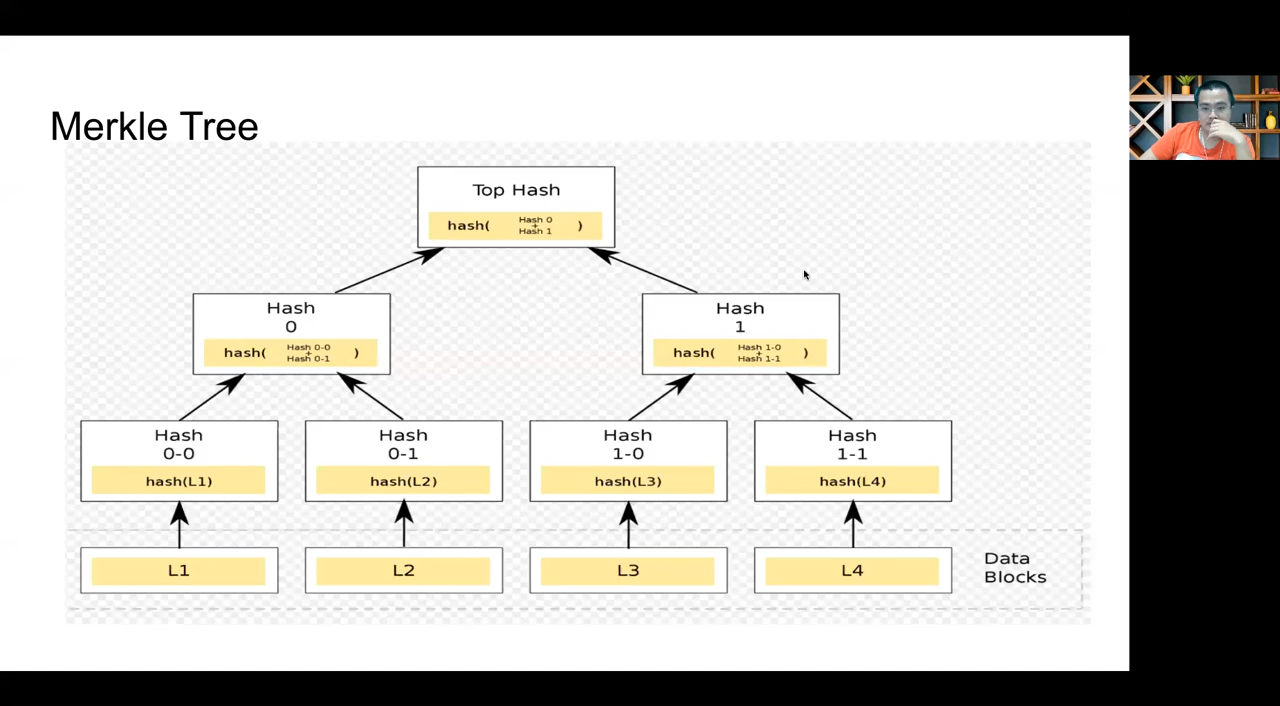 Merkle Tree
Top Hash
hash( Hash 0 + Hash 1 )
Hash
0
hash( Hash 0-0 + Hash 0-1 )
Hash
1
hash( Hash 1-0 + Hash 1-1 )
Hash
0-0
hash(L1)
Hash
0-1
hash(L2)
Hash
1-0
hash(L3)
Hash
1-1
hash(L4)
L1
L2
L3
L4
Data
Blocks